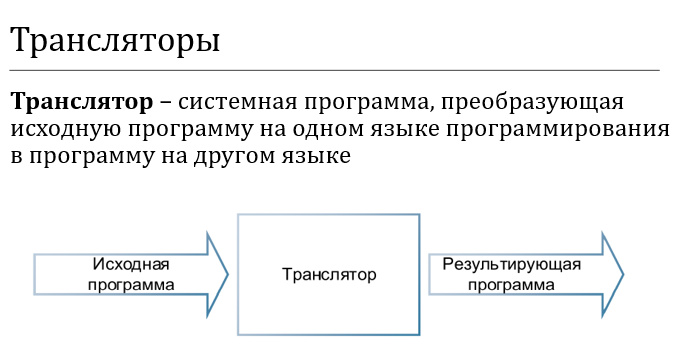 Трансляторы
Транслятор – системная программа, преобразующая
исходную программу на одном языке программирования
в программу на другом языке
Исходная
программа
Транслятор
Результирующая
программа